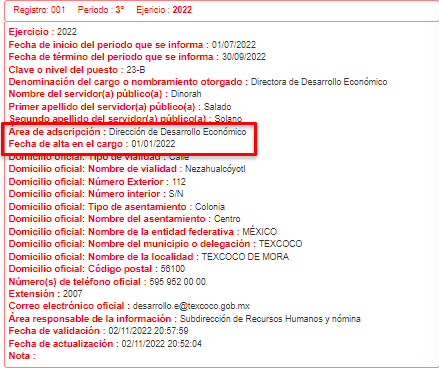 Registro: 001 Periodo : 3° Ejericio : 2022
Ejercicio : 2022
Fecha de inicio del periodo que se informa : 01/07/2022
Fecha de término del periodo que se informa : 30/09/2022
Clave o nivel del puesto : 23-B
Denominación del cargo o nombramiento otorgado : Directora de Desarrollo Económico
Nombre del servidor(a) público(a) : Dinorah
Primer apellido del servidor(a) público(a) : Salado
Segundo apellido del servidor(a) público(a) : Solano
Área de adscripción : Dirección de Desarrollo Económico
Fecha de alta en el cargo : 01/01/2022
Domicilio oficial: Tipo de vialidad : Calle
Domicilio oficial: Nombre de vialidad : Nezahualcóyotl
Domicilio oficial: Número Exterior : 112
Domicilio oficial: Número interior : S/N
Domicilio oficial: Tipo de asentamiento : Colonia
Domicilio oficial: Nombre del asentamiento : Centro
Domicilio oficial: Nombre de la entidad federativa : MÉXICO
Domicilio oficial: Nombre del municipio o delegación : TEXCOCO
Domicilio oficial: Nombre de la localidad : TEXCOCO DE MORA
Domicilio oficial: Código postal : 56100
Número(s) de teléfono oficial : 595 952 00 00
Extensión : 2007
Correo electrónico oficial : desarrollo.e@texcoco.gob.mx
Área responsable de la información : Subdirección de Recursos Humanos y nómina
Fecha de validación : 02/11/2022 20:57:59
Fecha de actualización : 02/11/2022 20:52:04
Nota :